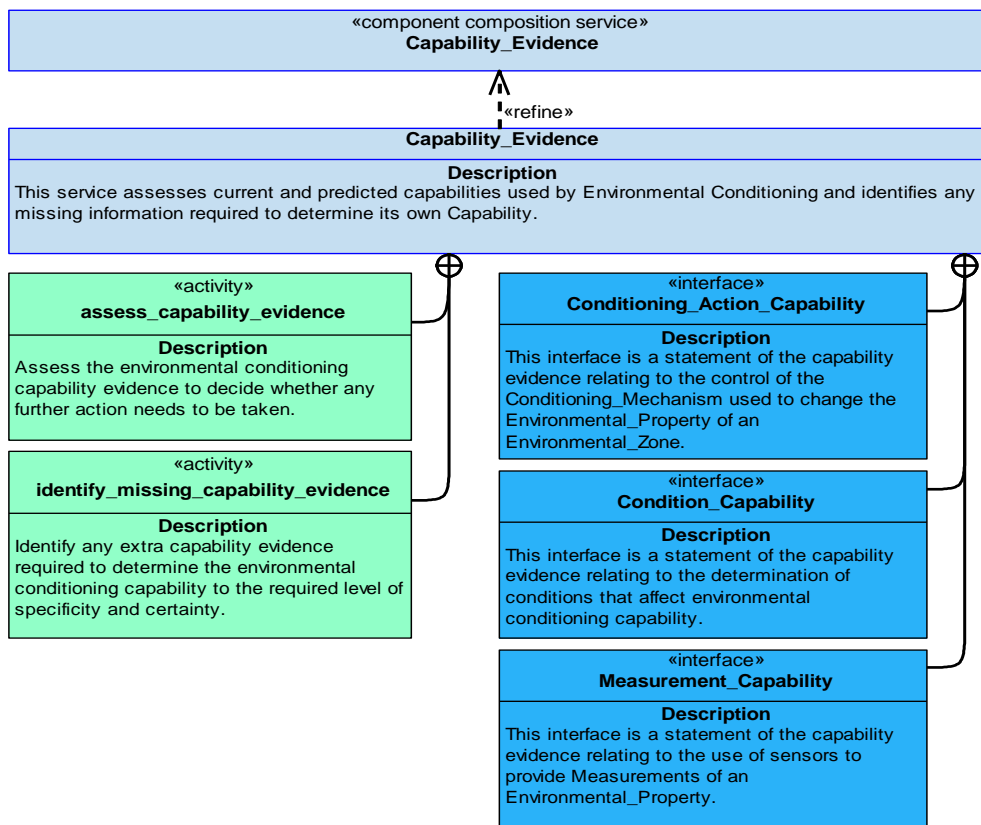 «component composition service»
Capability_Evidence
«refine»
Capability_Evidence
Description
This service assesses current and predicted capabilities used by Environmental Conditioning and identifies any
missing information required to determine its own Capability.
«activity»
assess_capability_evidence
Description
Assess the environmental conditioning
capability evidence to decide whether any
further action needs to be taken.
«activity»
identify_missing_capability_evidence
Description
Identify any extra capability evidence
required to determine the environmental
conditioning capability to the required level of
specificity and certainty.
«interface»
Conditioning_Action_Capability
Description
This interface is a statement of the capability
evidence relating to the control of the
Conditioning_Mechanism used to change the
Environmental_Property of an
Environmental_Zone.
«interface»
Condition_Capability
Description
This interface is a statement of the capability
evidence relating to the determination of
conditions that affect environmental
conditioning capability.
«interface»
Measurement_Capability
Description
This interface is a statement of the capability
evidence relating to the use of sensors to
provide Measurements of an
Environmental_Property.